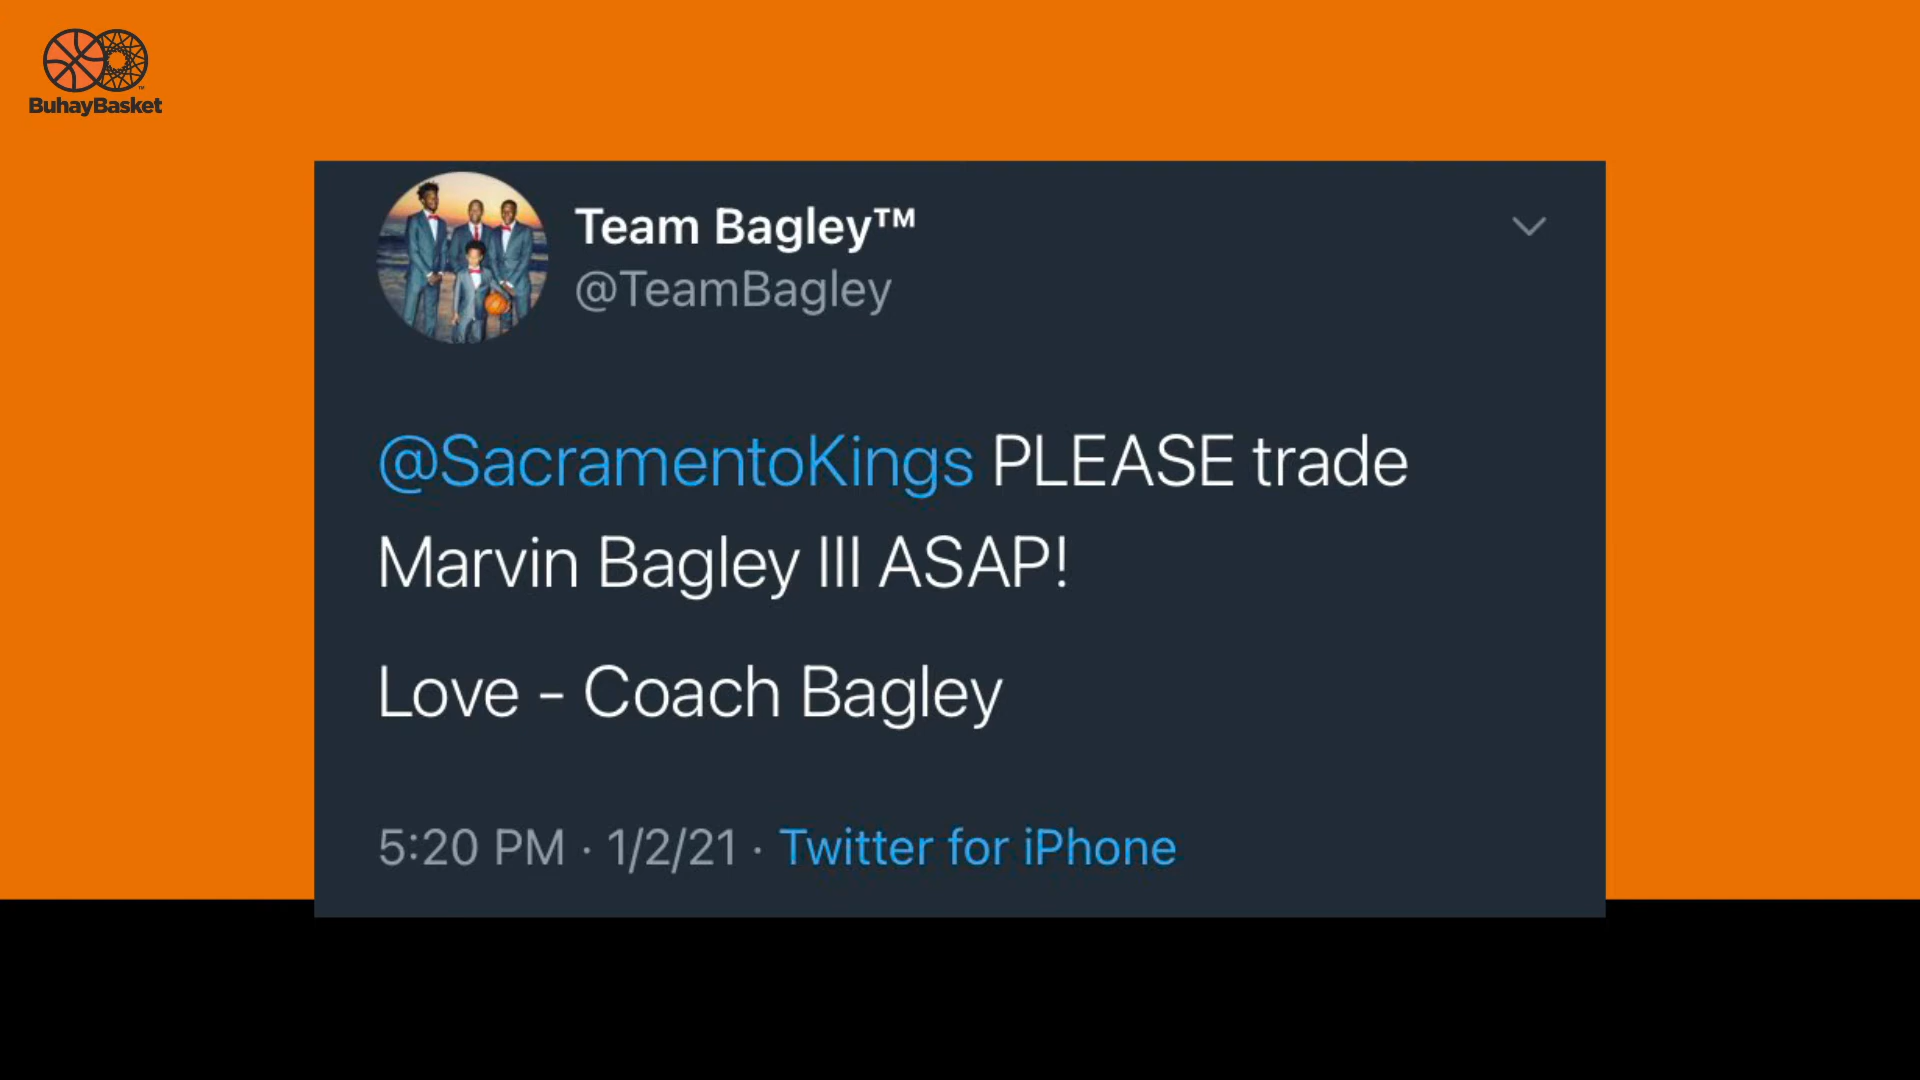 BuhayBasket
Team Bagley™
@TeamBagley
@SacramentoKings PLEASE trade
Marvin Bagley III ASAP!
Love - Coach Bagley
5:20 PM · 1/2/21 · Twitter for iPhone